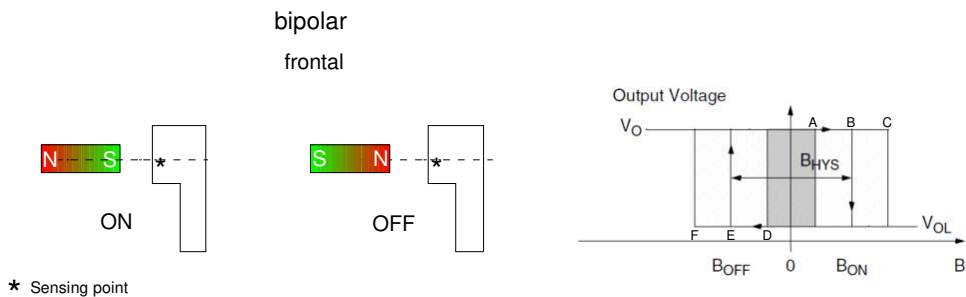 bipolar
frontal
N S
*
ON
S N
*
OFF
* Sensing point
Output Voltage
VO
A B C
BHYS
F E D
VOL
BOFF 0 BON B